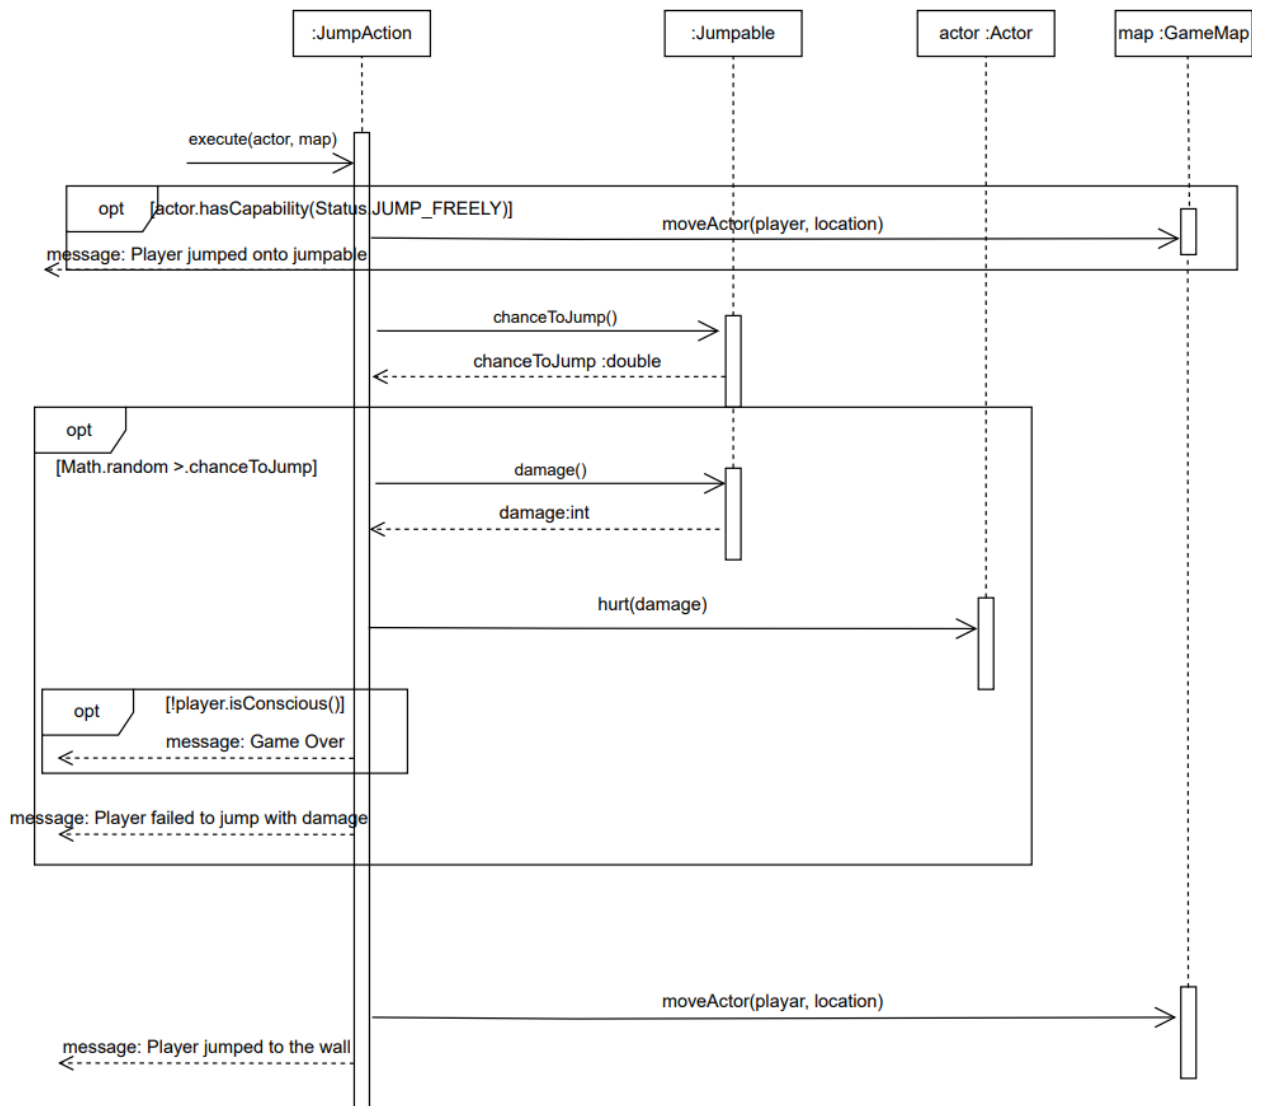 :JumpAction
:Jumpable
actor :Actor
map :GameMap
execute(actor, map)
opt
[actor.hasCapability(Status.JUMP_FREELY)]
moveActor(player, location)
message: Player jumped onto jumpable
chanceToJump()
chanceToJump :double
opt
[Math.random >.chanceToJump]
damage()
damage:int
hurt(damage)
opt
[!player.isConscious()]
message: Game Over
message: Player failed to jump with damage
moveActor(playar, location)
message: Player jumped to the wall